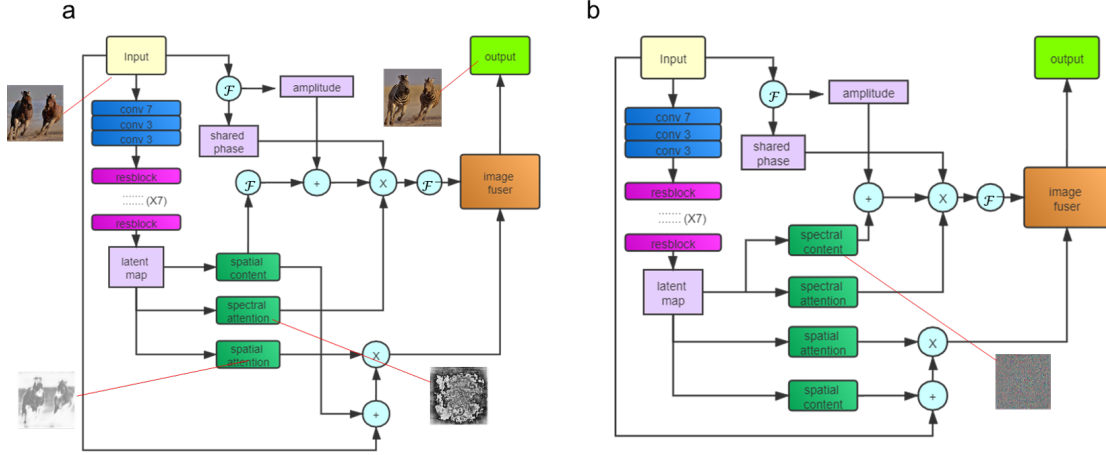 a
Input
output
conv 7
conv 3
conv 3
ℱ
amplitude
shared
phase
resblock
...... (X7)
resblock
ℱ
+
X
ℱ
image
fuser
latent
map
spatial
content
spectral
attention
spatial
attention
X
+
b
Input
output
conv 7
conv 3
conv 3
ℱ
amplitude
shared
phase
resblock
...... (X7)
resblock
+
X
ℱ
image
fuser
latent
map
spectral
content
spectral
attention
spatial
attention
X
spatial
content
+